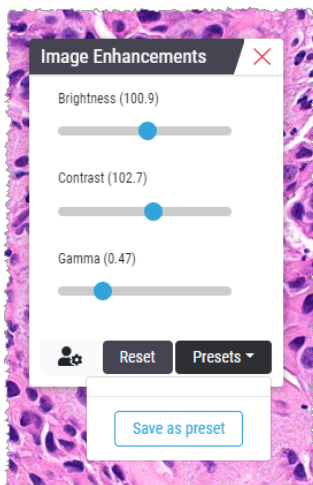 Image Enhancements
Brightness (100.9)
Contrast (102.7)
Gamma (0.47)
Reset
Presets
Save as preset